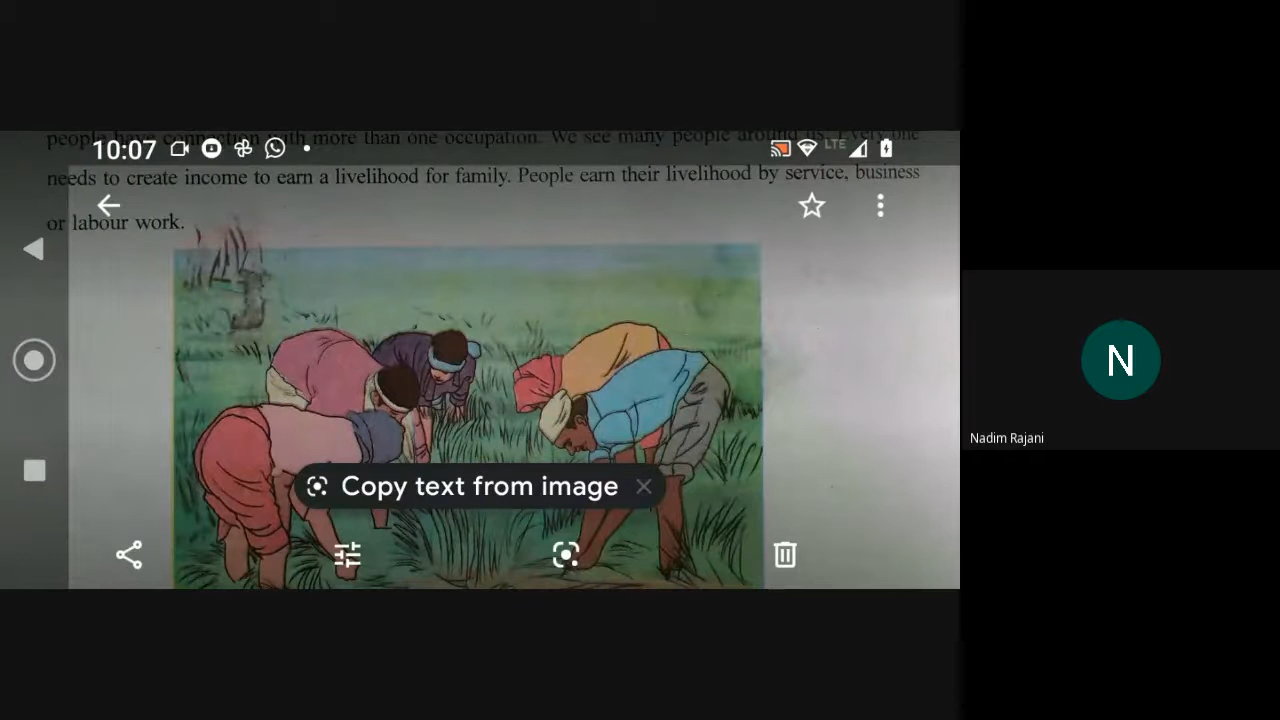 people have connection with more than one occupation. We see many people around us. Every one
10:07
LTE
needs to create income to earn a livelihood for family. People earn their livelihood by service, business
or labour work.
Copy text from image
N
Nadim Rajani